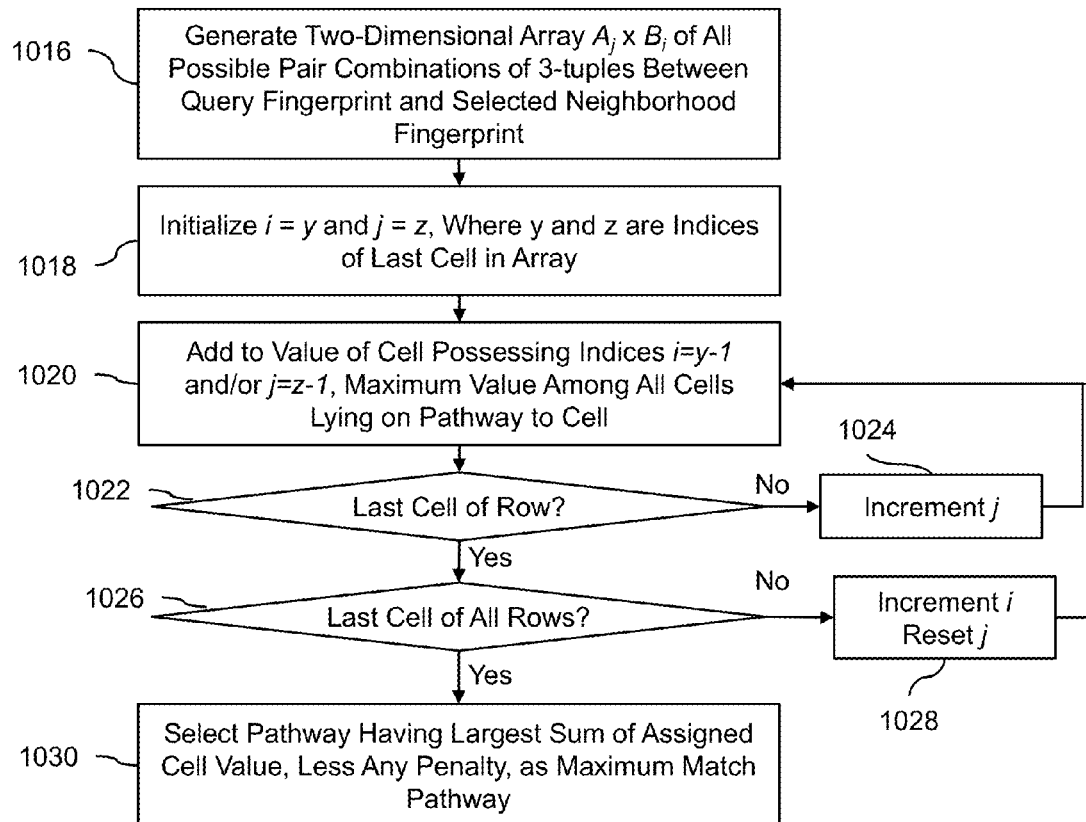 1016
Generate Two-Dimensional Array Aj x Bi of All
Possible Pair Combinations of 3-tuples Between
Query Fingerprint and Selected Neighborhood
Fingerprint
1018
Initialize i = y and j = z, Where y and z are Indices
of Last Cell in Array
1020
Add to Value of Cell Possessing Indices i=y-1
and/or j=z-1, Maximum Value Among All Cells
Lying on Pathway to Cell
1022
Last Cell of Row?
No
1024
Increment j
Yes
1026
Last Cell of All Rows?
No
Increment i
Reset j
1028
Yes
1030
Select Pathway Having Largest Sum of Assigned
Cell Value, Less Any Penalty, as Maximum Match
Pathway